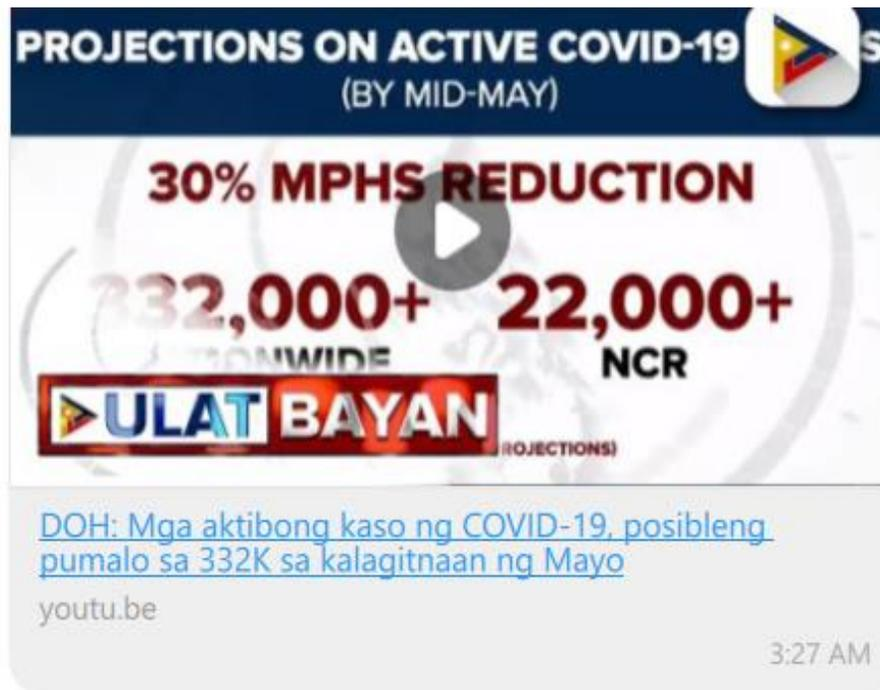 PROJECTIONS ON ACTIVE COVID-19
(BY MID-MAY)
30% MPHS REDUCTION
332,000+ 22,000+
NCR
ULAT BAYAN
DOH: Mga aktibong kaso ng COVID-19, posibleng
pumalo sa 332K sa kalagitnaan ng Mayo
youtu.be
3:27 AM